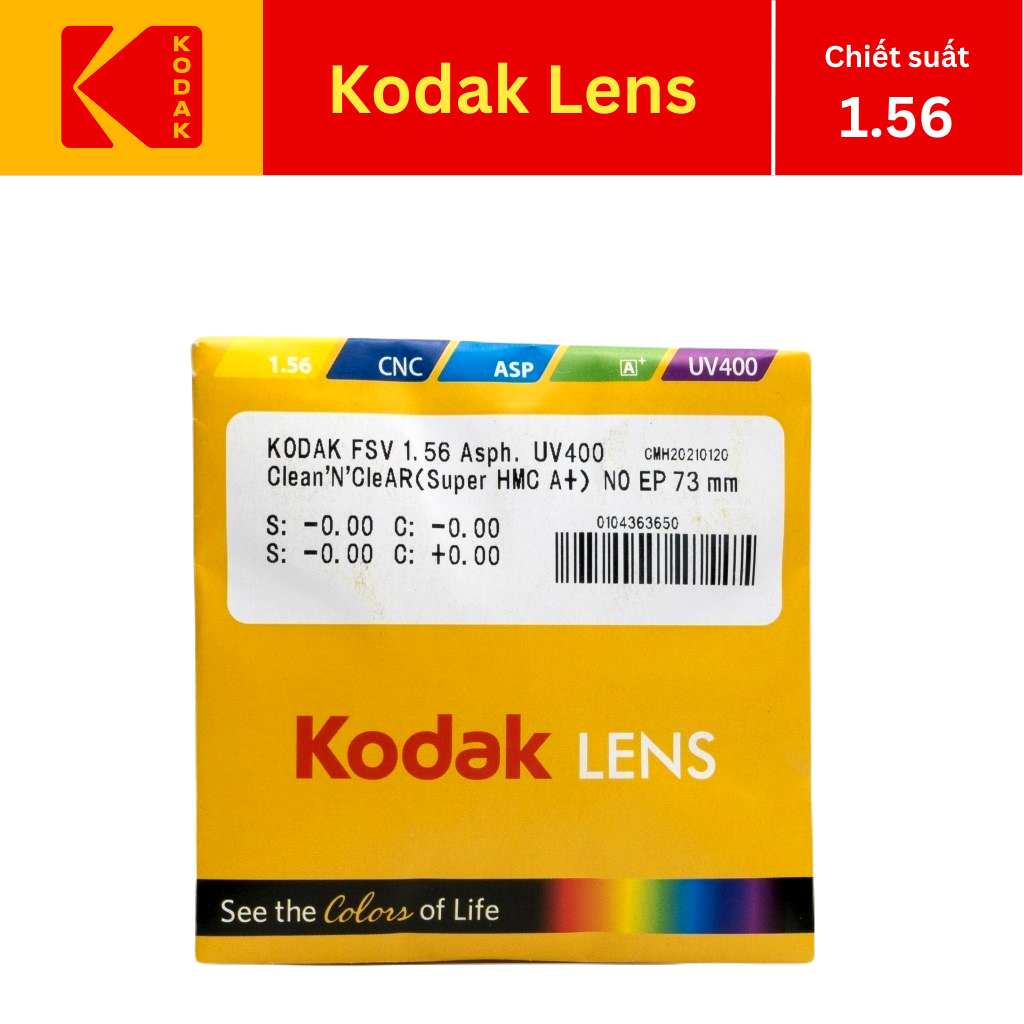 KODAK
Kodak Lens
Chiết suất
1.56
1.56 CNC ASP A+ UV400
KODAK FSV 1.56 Asph. UV400 CMH20210120
Clean'N'CleAR(Super HMC A+) NO EP 73 mm
S: -0.00 C: -0.00
S: -0.00 C: +0.00
0104363650
Kodak LENS
See the Colors of Life